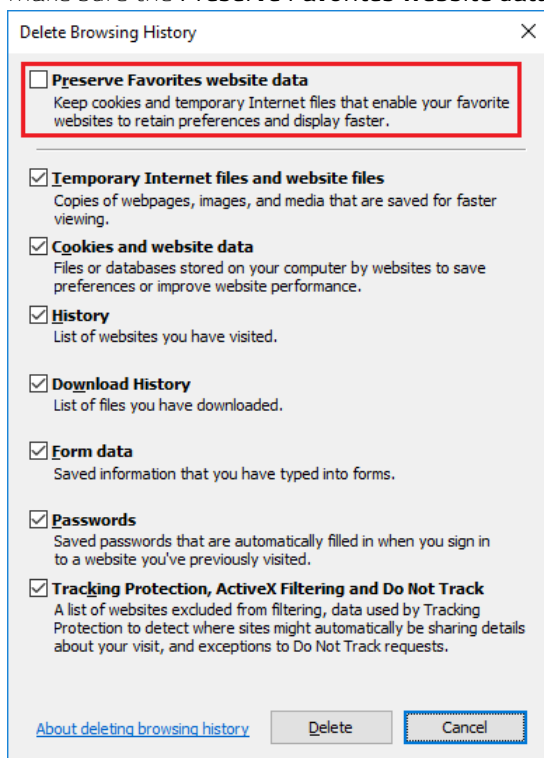 Make sure the Preserve Favorites website data
Delete Browsing History
Preserve Favorites website data
Keep cookies and temporary Internet files that enable your favorite
websites to retain preferences and display faster.
Temporary Internet files and website files
Copies of webpages, images, and media that are saved for faster
viewing.
Cookies and website data
Files or databases stored on your computer by websites to save
preferences or improve website performance.
History
List of websites you have visited.
Download History
List of files you have downloaded.
Form data
Saved information that you have typed into forms.
Passwords
Saved passwords that are automatically filled in when you sign in
to a website you've previously visited.
Tracking Protection, ActiveX Filtering and Do Not Track
A list of websites excluded from filtering, data used by Tracking
Protection to detect where sites might automatically be sharing details
about your visit, and exceptions to Do Not Track requests.
About deleting browsing history
Delete
Cancel